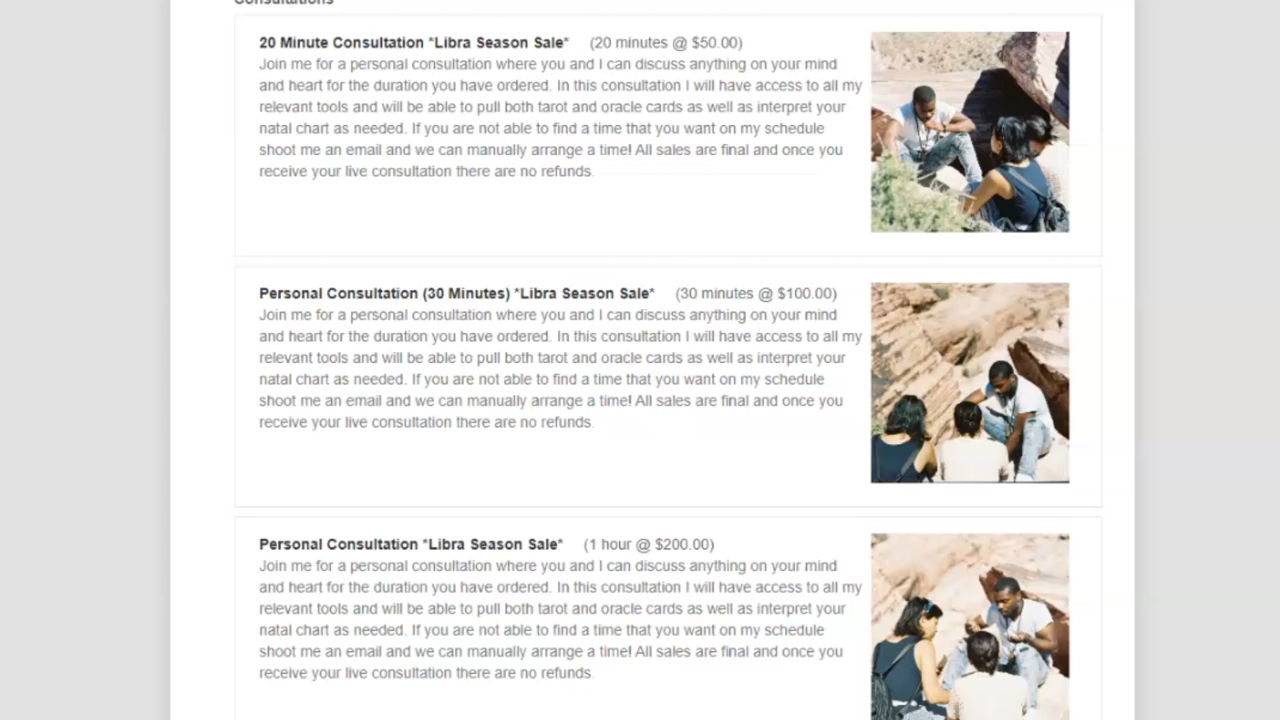 Consultations
20 Minute Consultation *Libra Season Sale* (20 minutes @ $50.00)
Join me for a personal consultation where you and I can discuss anything on your mind
and heart for the duration you have ordered. In this consultation I will have access to all my
relevant tools and will be able to pull both tarot and oracle cards as well as interpret your
natal chart as needed. If you are not able to find a time that you want on my schedule
shoot me an email and we can manually arrange a time! All sales are final and once you
receive your live consultation there are no refunds.
Personal Consultation (30 Minutes) *Libra Season Sale* (30 minutes @ $100.00)
Join me for a personal consultation where you and I can discuss anything on your mind
and heart for the duration you have ordered. In this consultation I will have access to all my
relevant tools and will be able to pull both tarot and oracle cards as well as interpret your
natal chart as needed. If you are not able to find a time that you want on my schedule
shoot me an email and we can manually arrange a time! All sales are final and once you
receive your live consultation there are no refunds.
Personal Consultation *Libra Season Sale* (1 hour @ $200.00)
Join me for a personal consultation where you and I can discuss anything on your mind
and heart for the duration you have ordered. In this consultation I will have access to all my
relevant tools and will be able to pull both tarot and oracle cards as well as interpret your
natal chart as needed. If you are not able to find a time that you want on my schedule
shoot me an email and we can manually arrange a time! All sales are final and once you
receive your live consultation there are no refunds.